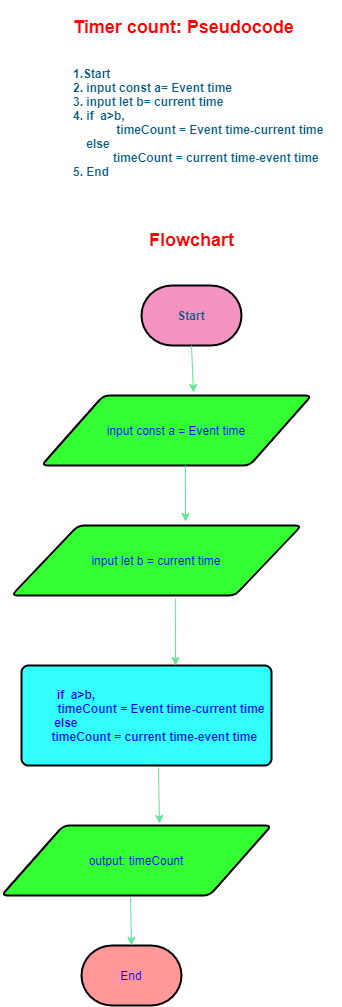 Timer count: Pseudocode
1.Start
2. input const a= Event time
3. input let b= current time
4. if a>b,
timeCount = Event time-current time
else
timeCount = current time-event time
5. End
Flowchart
Start
input const a = Event time
input let b = current time
if a>b,
timeCount = Event time-current time
else
timeCount = current time-event time
output: timeCount
End